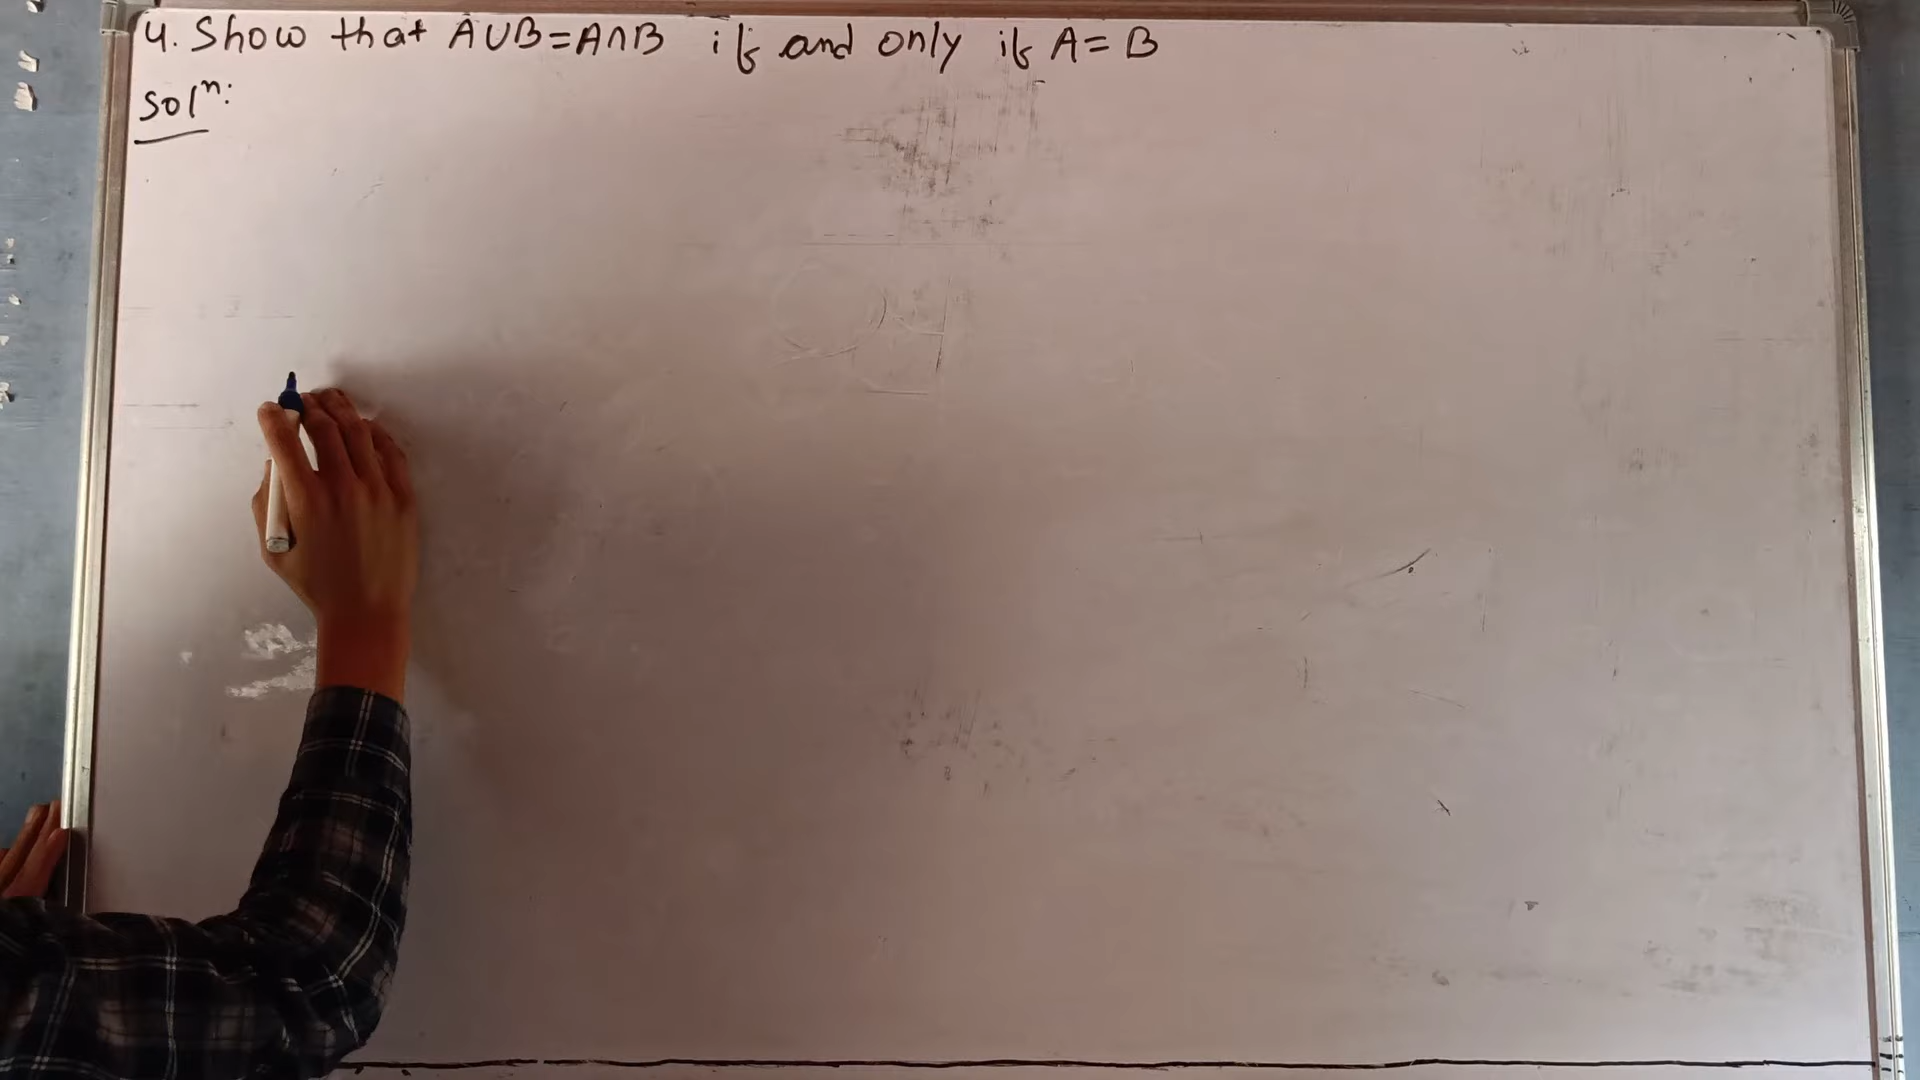 4. Show that A∪B=A∩B if and only if A=B
Solⁿ: